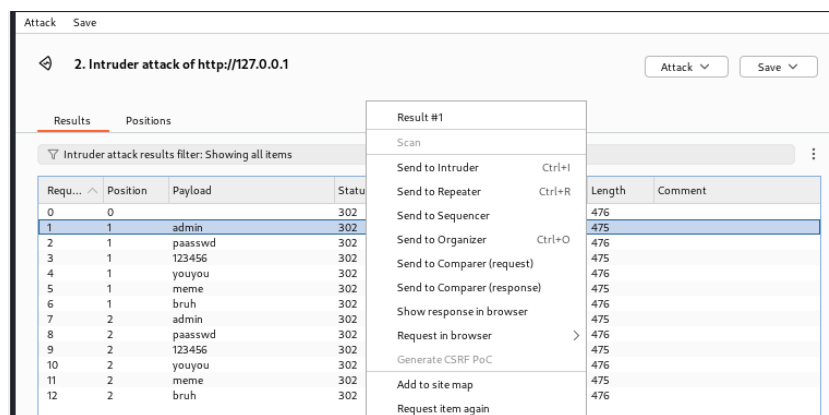 Attack Save
2. Intruder attack of http://127.0.0.1
Attack Save
Results Positions
Intruder attack results filter: Showing all items
Requ... Position Payload Statu Length Comment
0 0 302 476
1 1 admin 302 475
2 1 paasswd 302 476
3 1 123456 302 475
4 1 youyou 302 476
5 1 meme 302 475
6 1 bruh 302 476
7 2 admin 302 475
8 2 paasswd 302 476
9 2 123456 302 475
10 2 youyou 302 476
11 2 meme 302 475
12 2 bruh 302 476
Result #1
Scan
Send to Intruder Ctrl+I
Send to Repeater Ctrl+R
Send to Sequencer
Send to Organizer Ctrl+O
Send to Comparer (request)
Send to Comparer (response)
Show response in browser
Request in browser
Generate CSRF PoC
Add to site map
Request item again